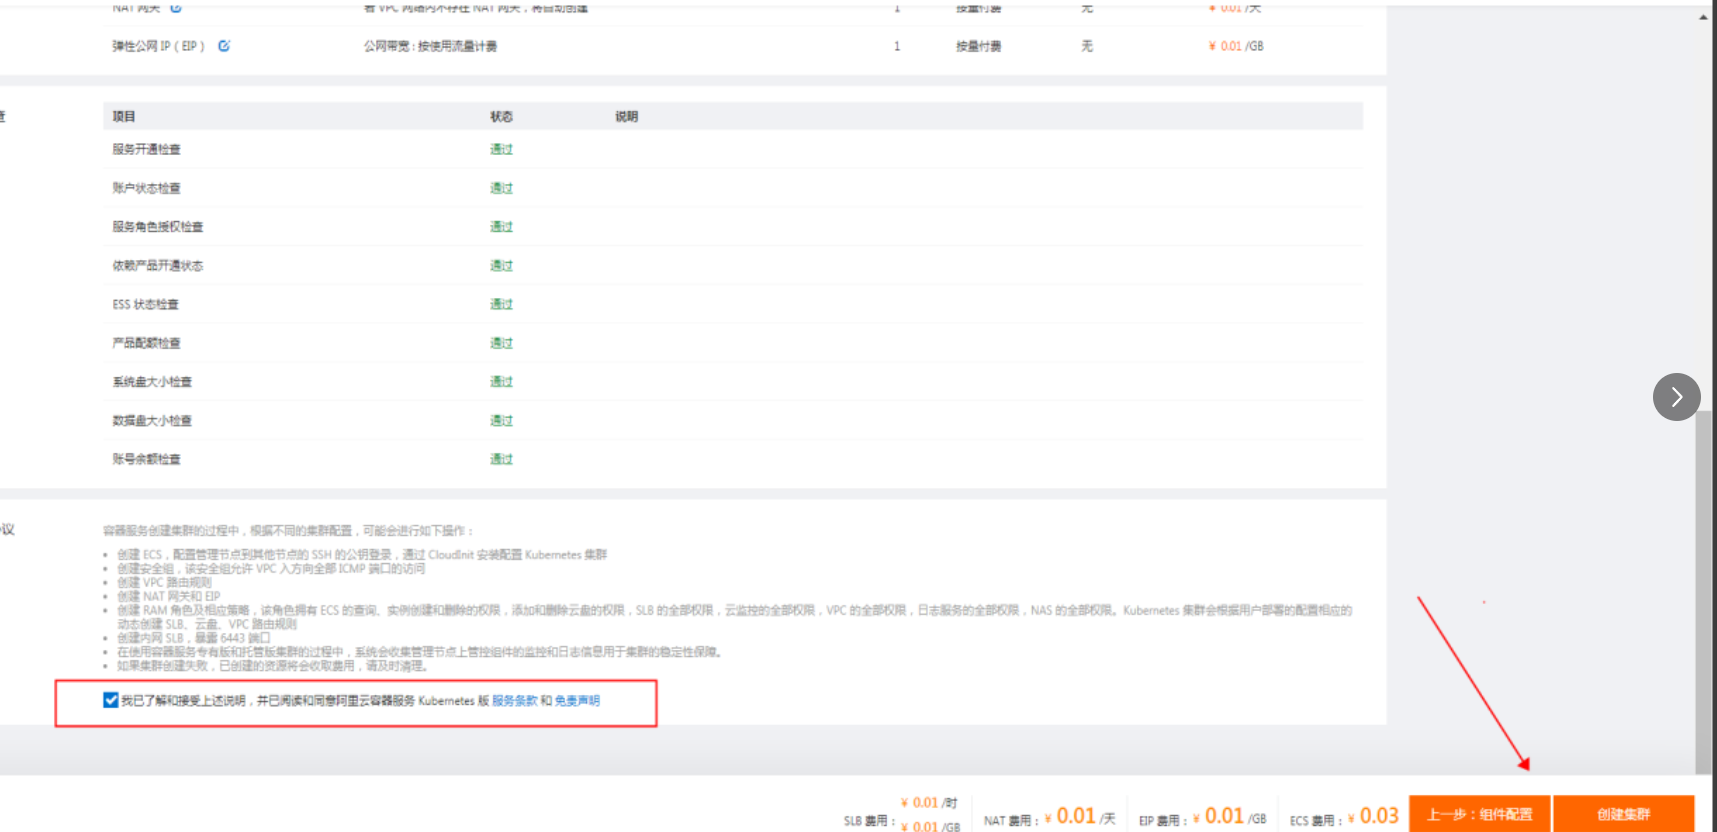 NAT 网关 若 VPC 网络内不存在 NAT 网关，将自动创建 1 按量付费 无 ¥ 0.01 /天
弹性公网 IP（EIP） 公网带宽：按使用流量计费 1 按量付费 无 ¥ 0.01 /GB
查 项目 状态 说明
服务开通检查 通过
账户状态检查 通过
服务角色授权检查 通过
依赖产品开通状态 通过
ESS 状态检查 通过
产品配额检查 通过
系统盘大小检查 通过
数据盘大小检查 通过
账号余额检查 通过
议 容器服务创建集群的过程中，根据不同的集群配置，可能会进行如下操作：
• 创建 ECS，配置管理节点到其他节点的 SSH 的公钥登录，通过 CloudInit 安装配置 Kubernetes 集群
• 创建安全组，该安全组允许 VPC 入方向全部 ICMP 端口的访问
• 创建 VPC 路由规则
• 创建 NAT 网关和 EIP
• 创建 RAM 角色及相应策略，该角色拥有 ECS 的查询、实例创建和删除的权限，添加和删除云盘的权限，SLB 的全部权限，云监控的全部权限，VPC 的全部权限，日志服务的全部权限，NAS 的全部权限。Kubernetes 集群会根据用户部署的配置相应的
动态创建 SLB、云盘、VPC 路由规则
• 创建内网 SLB，暴露 6443 端口
• 在使用容器服务专有版和托管版集群的过程中，系统会收集管理节点上管控组件的监控和日志信息用于集群的稳定性保障。
• 如果集群创建失败，已创建的资源将会收取费用，请及时清理。
我已了解和接受上述说明，并已阅读和同意阿里云容器服务 Kubernetes 版 服务条款 和 免责声明
SLB 费用： ¥ 0.01 /时
¥ 0.01 /GB
NAT 费用： ¥ 0.01 /天 EIP 费用： ¥ 0.01 /GB ECS 费用： ¥ 0.03 上一步：组件配置 创建集群